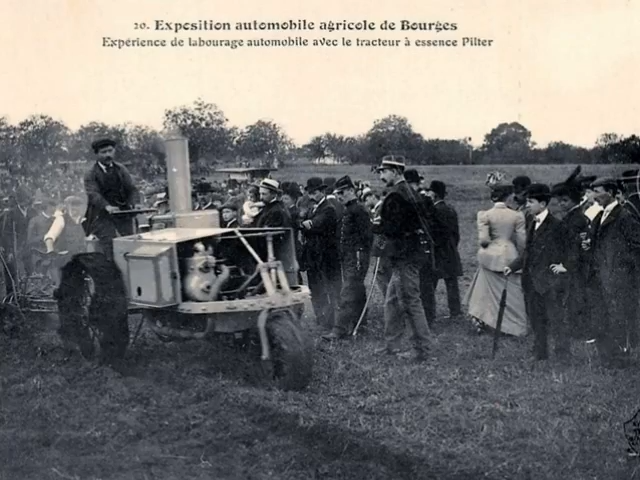 20. Exposition automobile agricole de Bourges
Expérience de labourage automobile avec le tracteur à essence Pilter